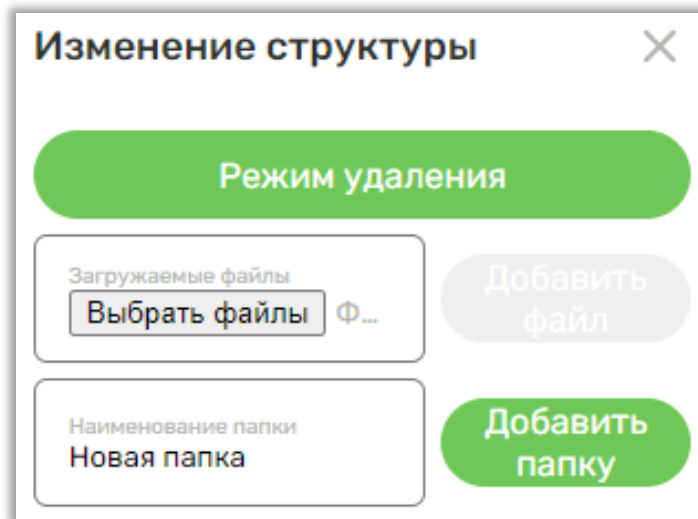 Изменение структуры
Режим удаления
Загружаемые файлы
Выбрать файлы Ф...
Добавить
файл
Наименование папки
Новая папка
Добавить
папку